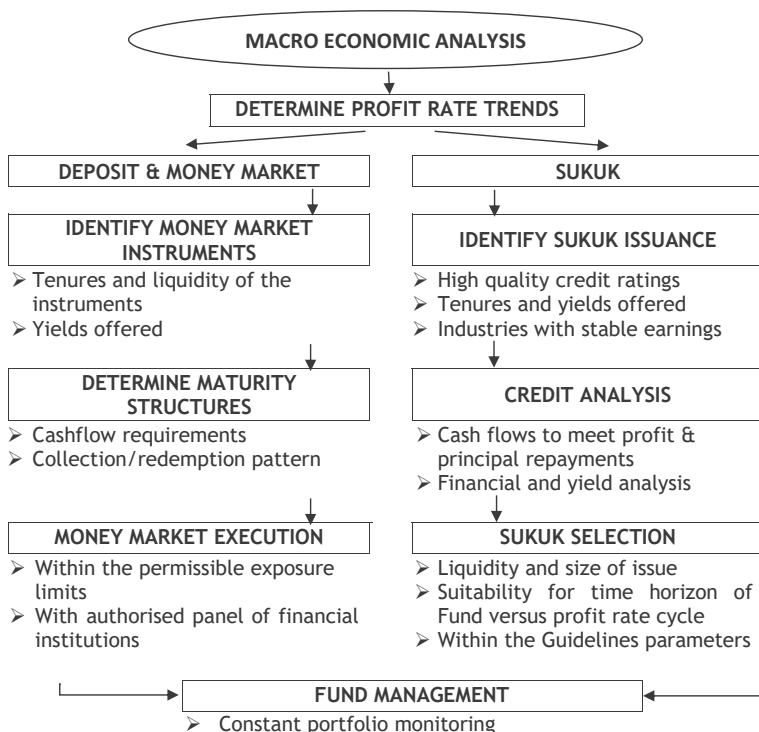 MACRO ECONOMIC ANALYSIS
DETERMINE PROFIT RATE TRENDS
DEPOSIT & MONEY MARKET
IDENTIFY MONEY MARKET
INSTRUMENTS
➢ Tenures and liquidity of the
instruments
➢ Yields offered
DETERMINE MATURITY
STRUCTURES
➢ Cashflow requirements
➢ Collection/redemption pattern
MONEY MARKET EXECUTION
➢ Within the permissible exposure
limits
➢ With authorised panel of financial
institutions
SUKUK
IDENTIFY SUKUK ISSUANCE
➢ High quality credit ratings
➢ Tenures and yields offered
➢ Industries with stable earnings
CREDIT ANALYSIS
➢ Cash flows to meet profit &
principal repayments
➢ Financial and yield analysis
SUKUK SELECTION
➢ Liquidity and size of issue
➢ Suitability for time horizon of
Fund versus profit rate cycle
➢ Within the Guidelines parameters
FUND MANAGEMENT
➢ Constant portfolio monitoring